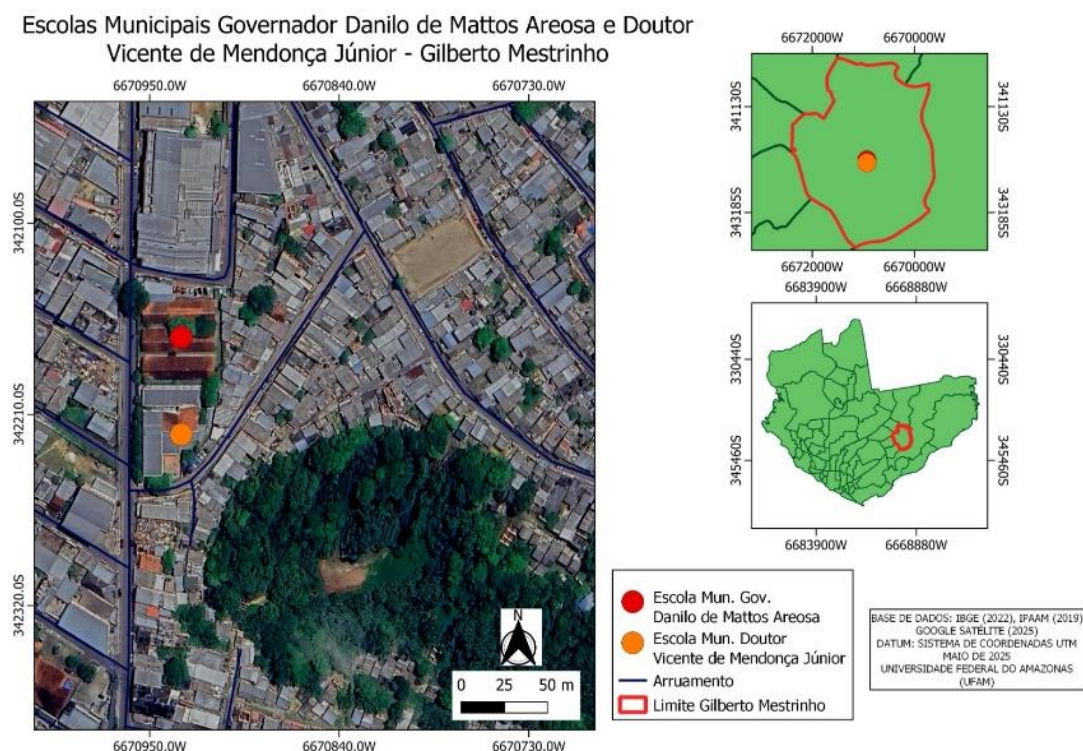 Escolas Municipais Governador Danilo de Mattos Areosa e Doutor
Vicente de Mendonça Júnior - Gilberto Mestrinho
6670950.0W 6670840.0W 6670730.0W
342100.0S
342210.0S
342320.0S
N
0 25 50 m
6670950.0W 6670840.0W 6670730.0W
6672000W 6670000W
341130S 341130S
343185S 343185S
6672000W 6670000W
6683900W 6668880W
330440S 330440S
345460S 345460S
6683900W 6668880W
Escola Mun. Gov.
Danilo de Mattos Areosa
Escola Mun. Doutor
Vicente de Mendonça Júnior
Arruamento
Limite Gilberto Mestrinho
BASE DE DADOS: IBGE (2022), IPAAM (2019)
GOOGLE SATÉLITE (2025)
DATUM: SISTEMA DE COORDENADAS UTM
MAIO DE 2025
UNIVERSIDADE FEDERAL DO AMAZONAS
(UFAM)